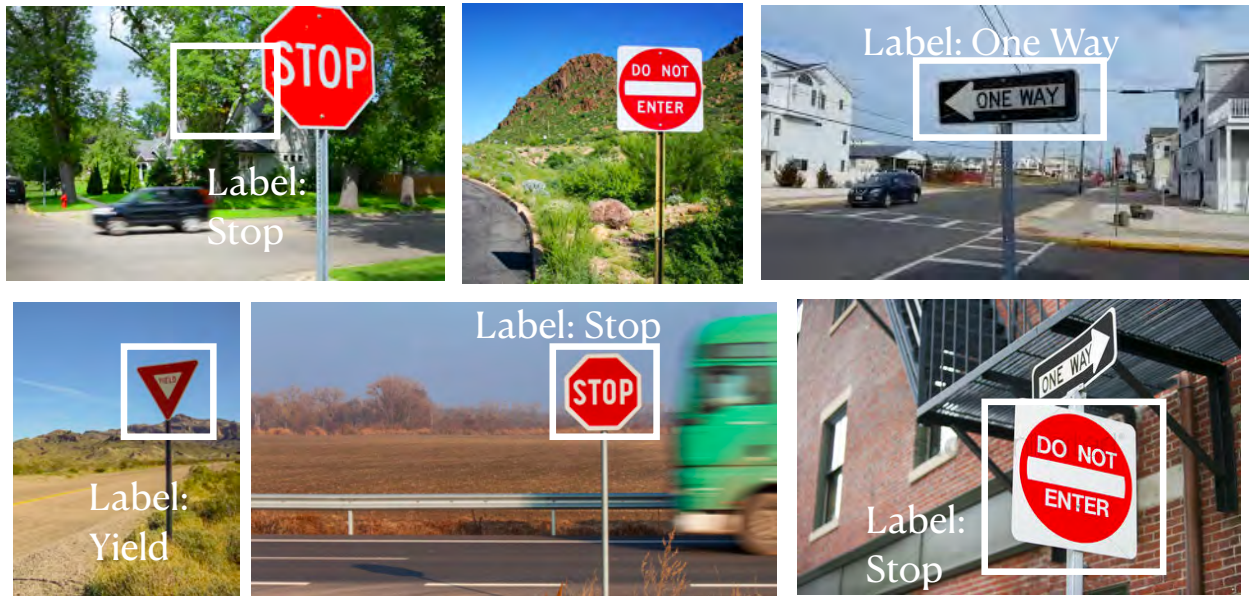 STOP
Label:
Stop
DO NOT
ENTER
Label: One Way
ONE WAY
YIELD
Label:
Yield
Label: Stop
STOP
ONE WAY
DO NOT
ENTER
Label:
Stop